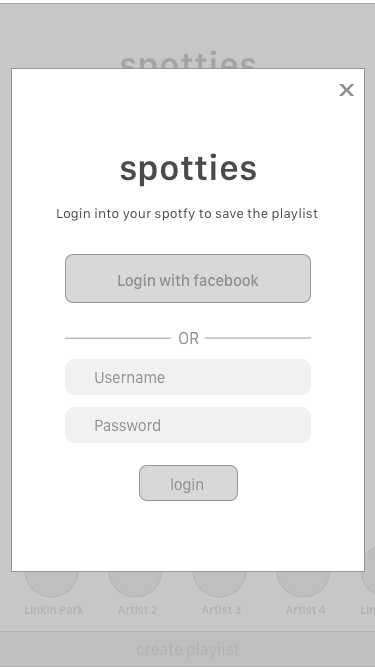 spotties
X
spotties
Login into your spotfy to save the playlist
Login with facebook
OR
Username
Password
login
Linkin Park Artist 2 Artist 3 Artist 4 Lin
create playlist